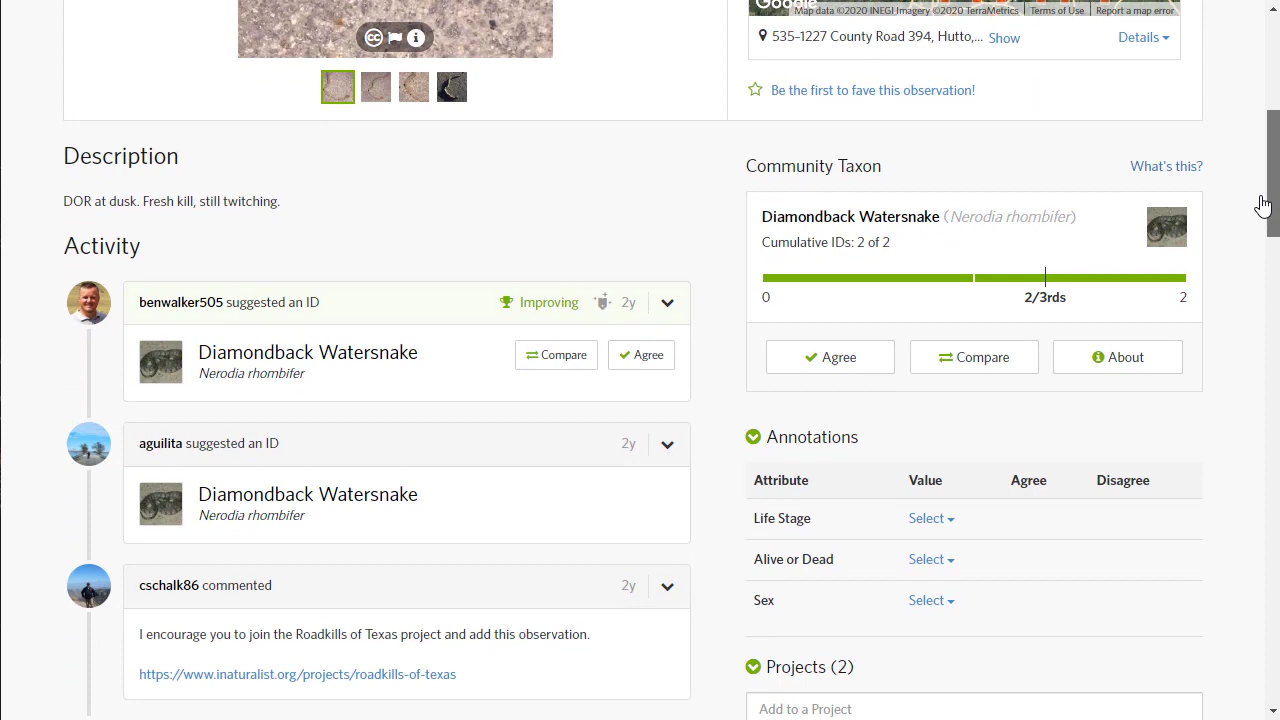 Google
Map data ©2020 INEGI Imagery ©2020 TerraMetrics
Terms of Use
Report a map error
535–1227 County Road 394, Hutto,... Show
Details
Be the first to fave this observation!
Description
DOR at dusk. Fresh kill, still twitching.
Activity
benwalker505 suggested an ID
Improving
2y
Diamondback Watersnake
Nerodia rhombifer
Compare
Agree
aguilita suggested an ID
2y
Diamondback Watersnake
Nerodia rhombifer
cschalk86 commented
2y
I encourage you to join the Roadkills of Texas project and add this observation.
https://www.inaturalist.org/projects/roadkills-of-texas
Community Taxon
What's this?
Diamondback Watersnake (Nerodia rhombifer)
Cumulative IDs: 2 of 2
0 2/3rds 2
Agree
Compare
About
Annotations
Attribute Value Agree Disagree
Life Stage Select
Alive or Dead Select
Sex Select
Projects (2)
Add to a Project